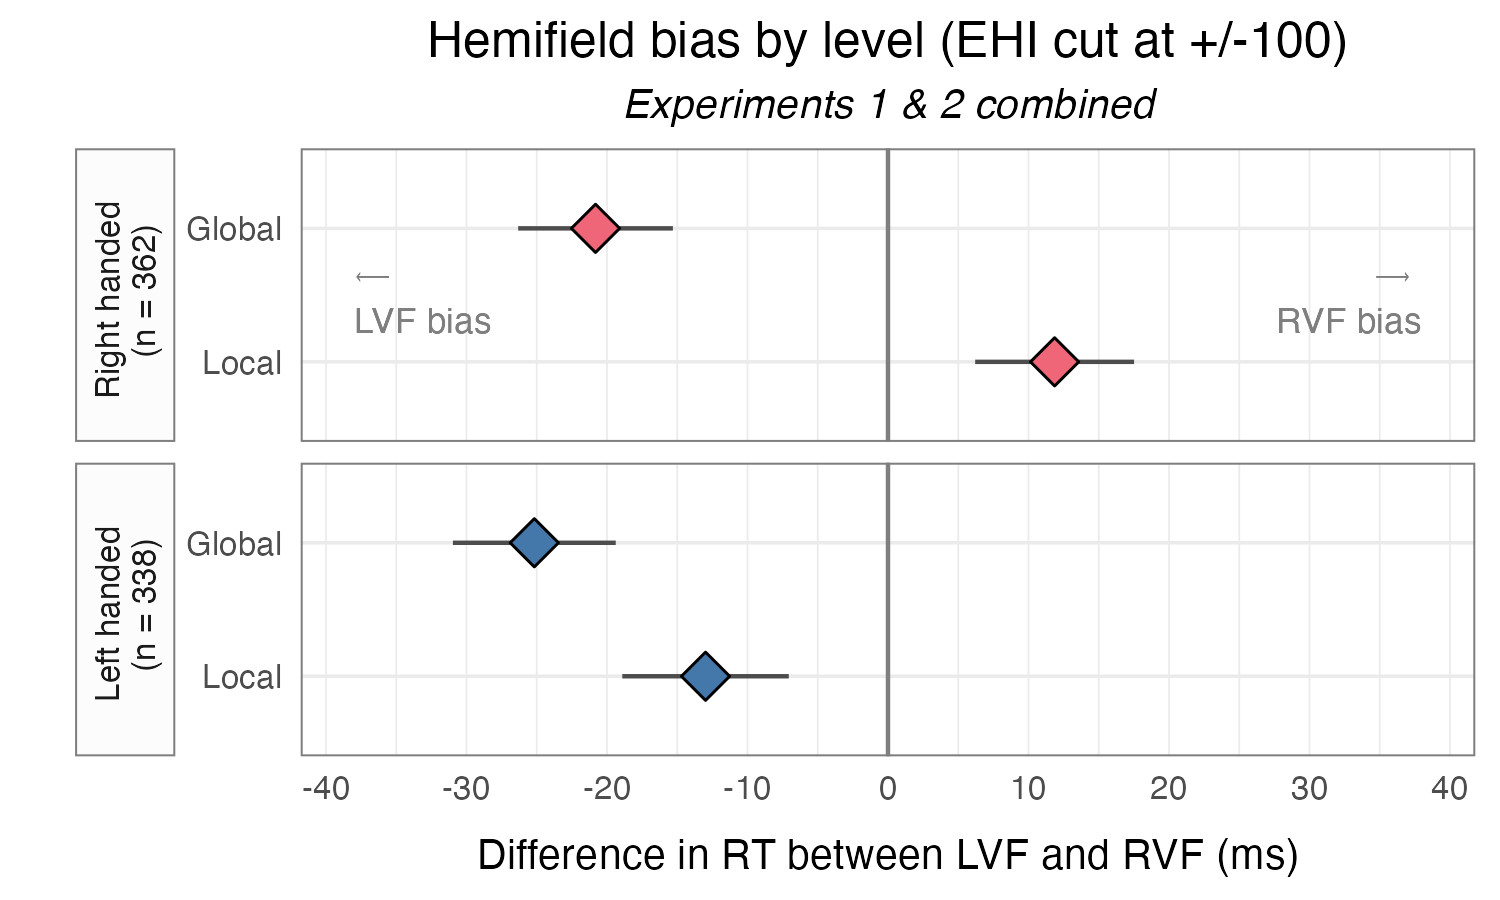 Hemifield bias by level (EHI cut at +/-100)
Experiments 1 & 2 combined
Right handed
(n = 362)
Global
← LVF bias
→ RVF bias
Local
Left handed
(n = 338)
Global
Local
-40 -30 -20 -10 0 10 20 30 40
Difference in RT between LVF and RVF (ms)